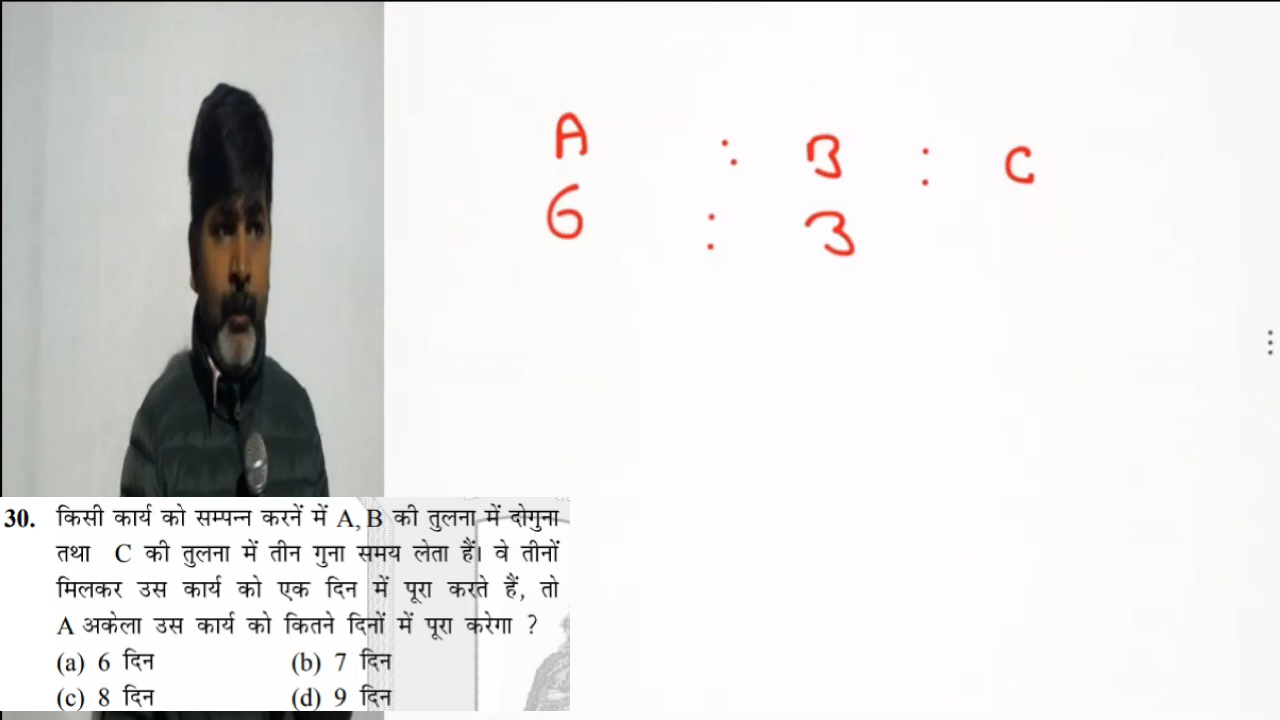 A : B : C
6 : 3
30. किसी कार्य को सम्पन्न करनें में A, B की तुलना में दोगुना
तथा C की तुलना में तीन गुना समय लेता हैं। वे तीनों
मिलकर उस कार्य को एक दिन में पूरा करते हैं, तो
A अकेला उस कार्य को कितने दिनों में पूरा करेगा ?
(a) 6 दिन (b) 7 दिन
(c) 8 दिन (d) 9 दिन